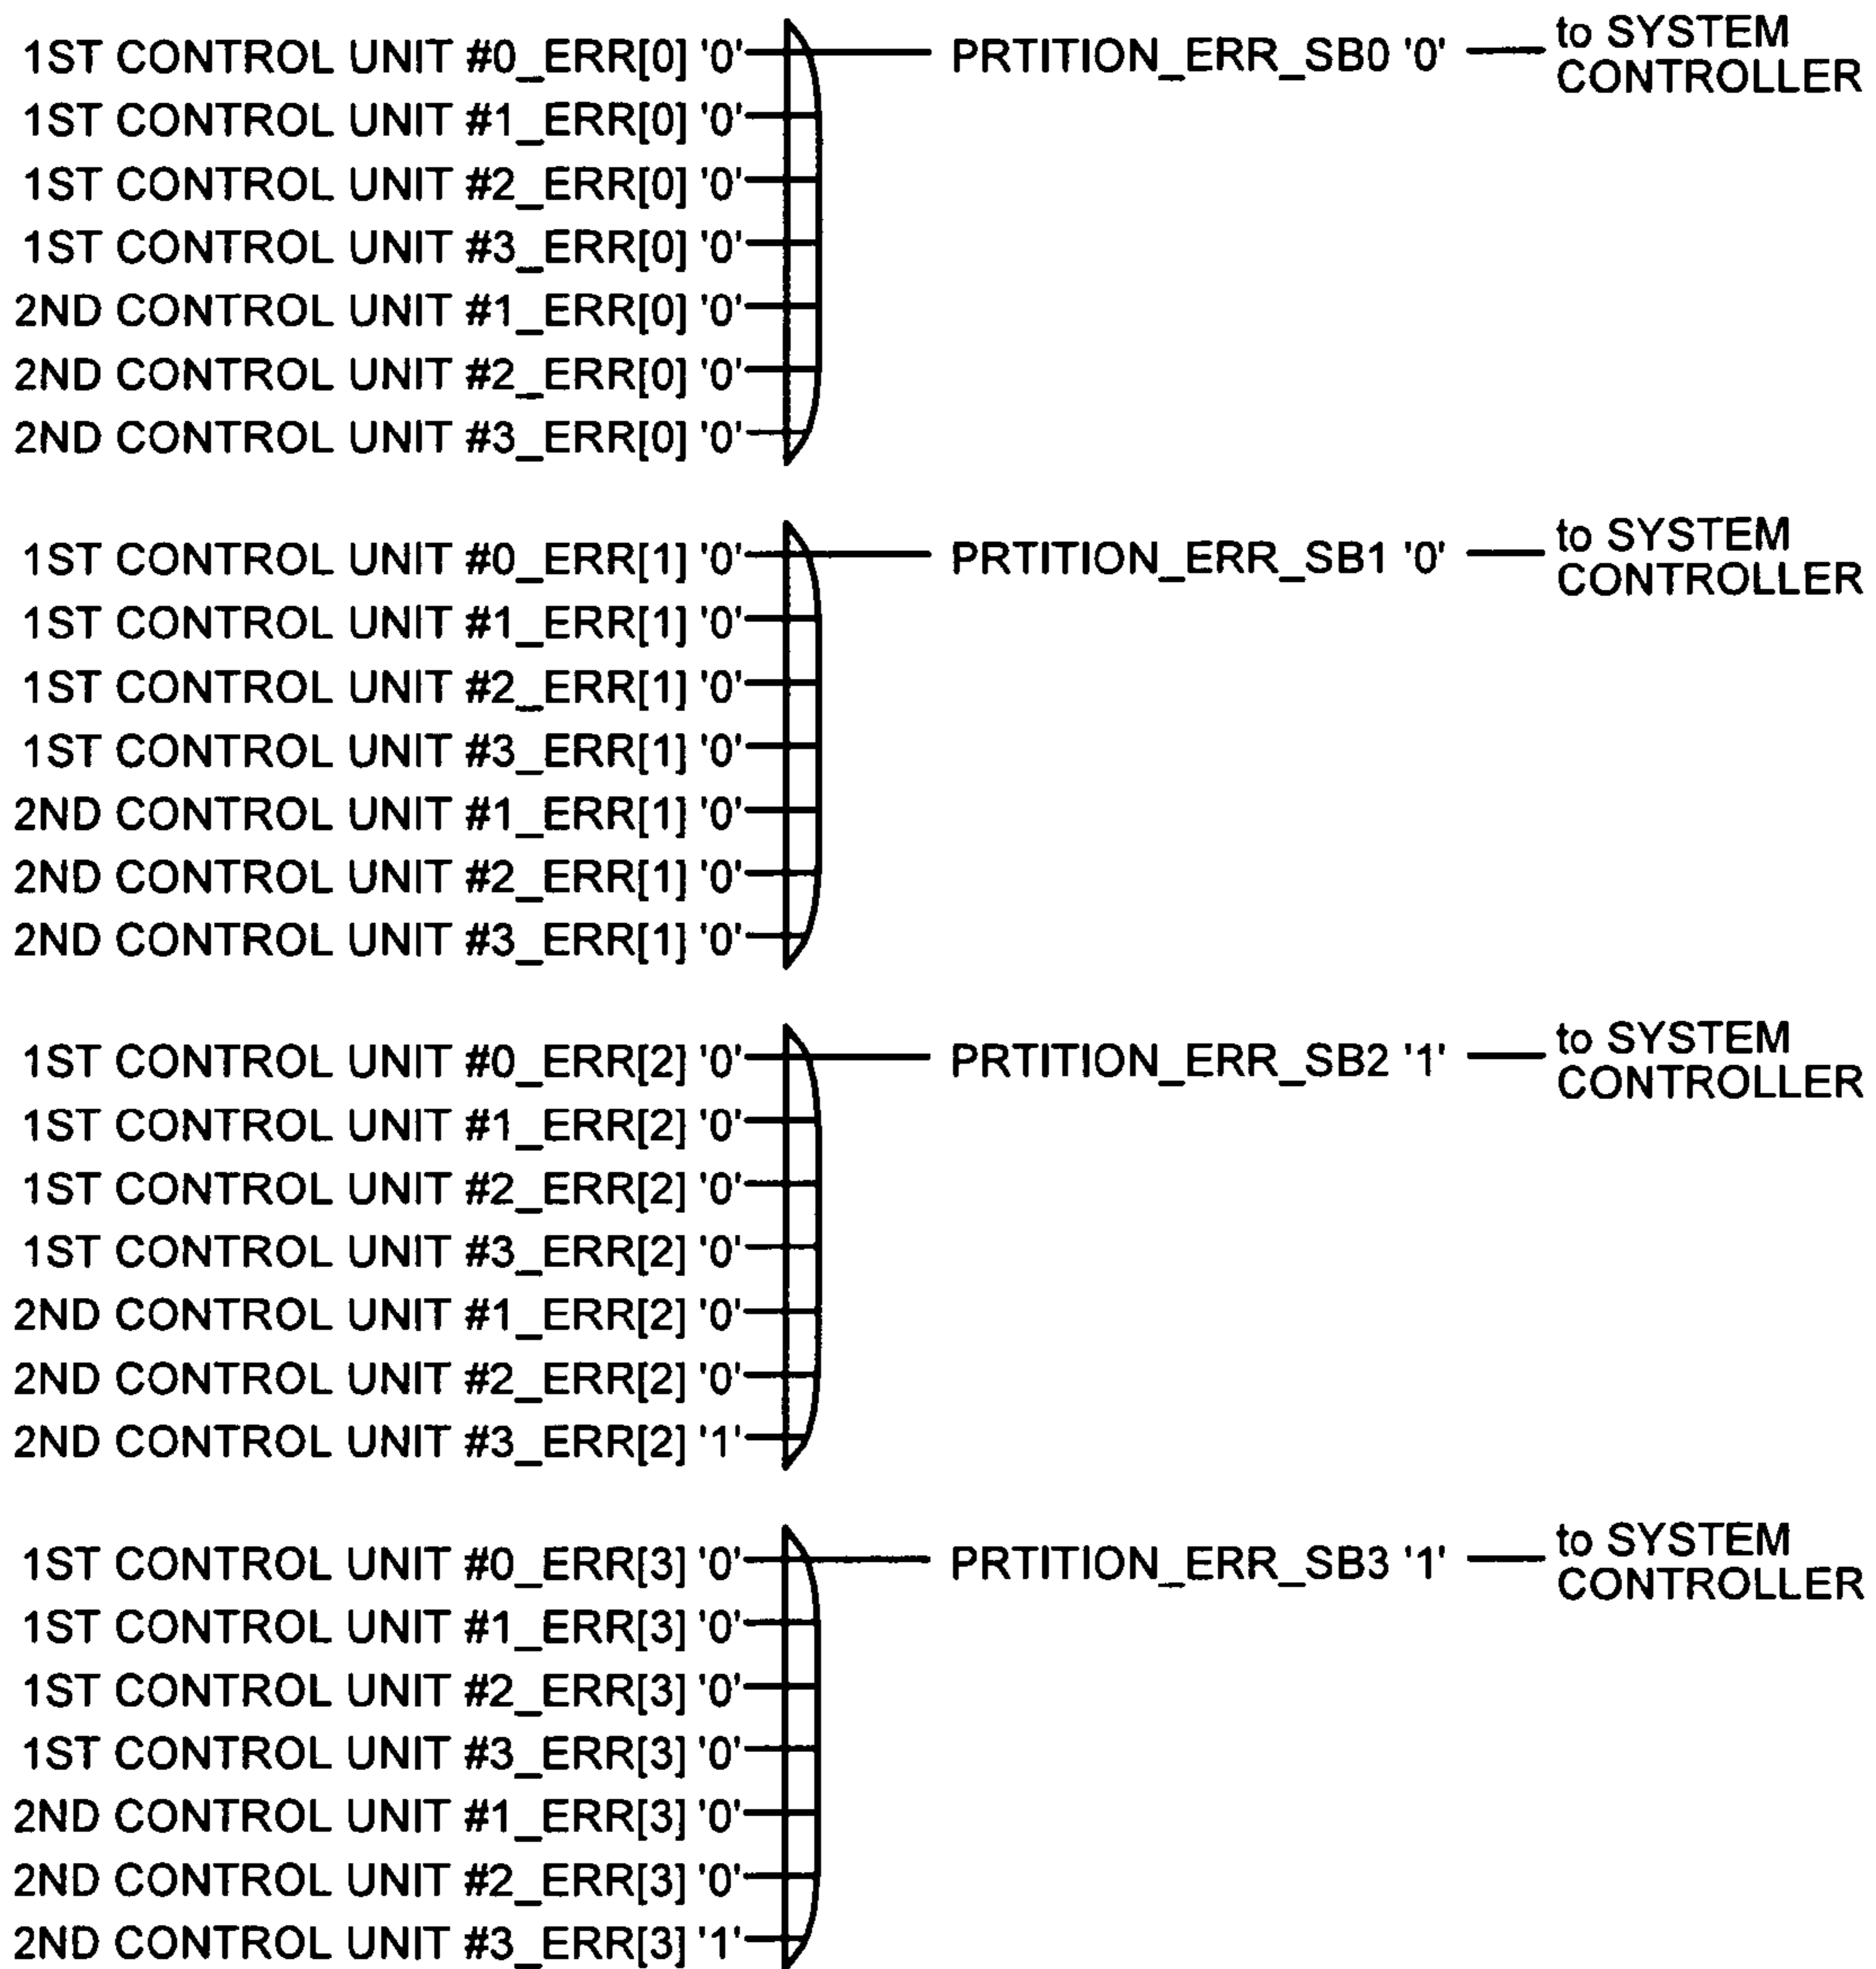 1ST CONTROL UNIT #0_ERR[0] '0' PRTITION_ERR_SB0 '0' to SYSTEM
CONTROLLER
1ST CONTROL UNIT #1_ERR[0] '0'
1ST CONTROL UNIT #2_ERR[0] '0'
1ST CONTROL UNIT #3_ERR[0] '0'
2ND CONTROL UNIT #1_ERR[0] '0'
2ND CONTROL UNIT #2_ERR[0] '0'
2ND CONTROL UNIT #3_ERR[0] '0'
1ST CONTROL UNIT #0_ERR[1] '0' PRTITION_ERR_SB1 '0' to SYSTEM
CONTROLLER
1ST CONTROL UNIT #1_ERR[1] '0'
1ST CONTROL UNIT #2_ERR[1] '0'
1ST CONTROL UNIT #3_ERR[1] '0'
2ND CONTROL UNIT #1_ERR[1] '0'
2ND CONTROL UNIT #2_ERR[1] '0'
2ND CONTROL UNIT #3_ERR[1] '0'
1ST CONTROL UNIT #0_ERR[2] '0' PRTITION_ERR_SB2 '1' to SYSTEM
CONTROLLER
1ST CONTROL UNIT #1_ERR[2] '0'
1ST CONTROL UNIT #2_ERR[2] '0'
1ST CONTROL UNIT #3_ERR[2] '0'
2ND CONTROL UNIT #1_ERR[2] '0'
2ND CONTROL UNIT #2_ERR[2] '0'
2ND CONTROL UNIT #3_ERR[2] '1'
1ST CONTROL UNIT #0_ERR[3] '0' PRTITION_ERR_SB3 '1' to SYSTEM
CONTROLLER
1ST CONTROL UNIT #1_ERR[3] '0'
1ST CONTROL UNIT #2_ERR[3] '0'
1ST CONTROL UNIT #3_ERR[3] '0'
2ND CONTROL UNIT #1_ERR[3] '0'
2ND CONTROL UNIT #2_ERR[3] '0'
2ND CONTROL UNIT #3_ERR[3] '1'